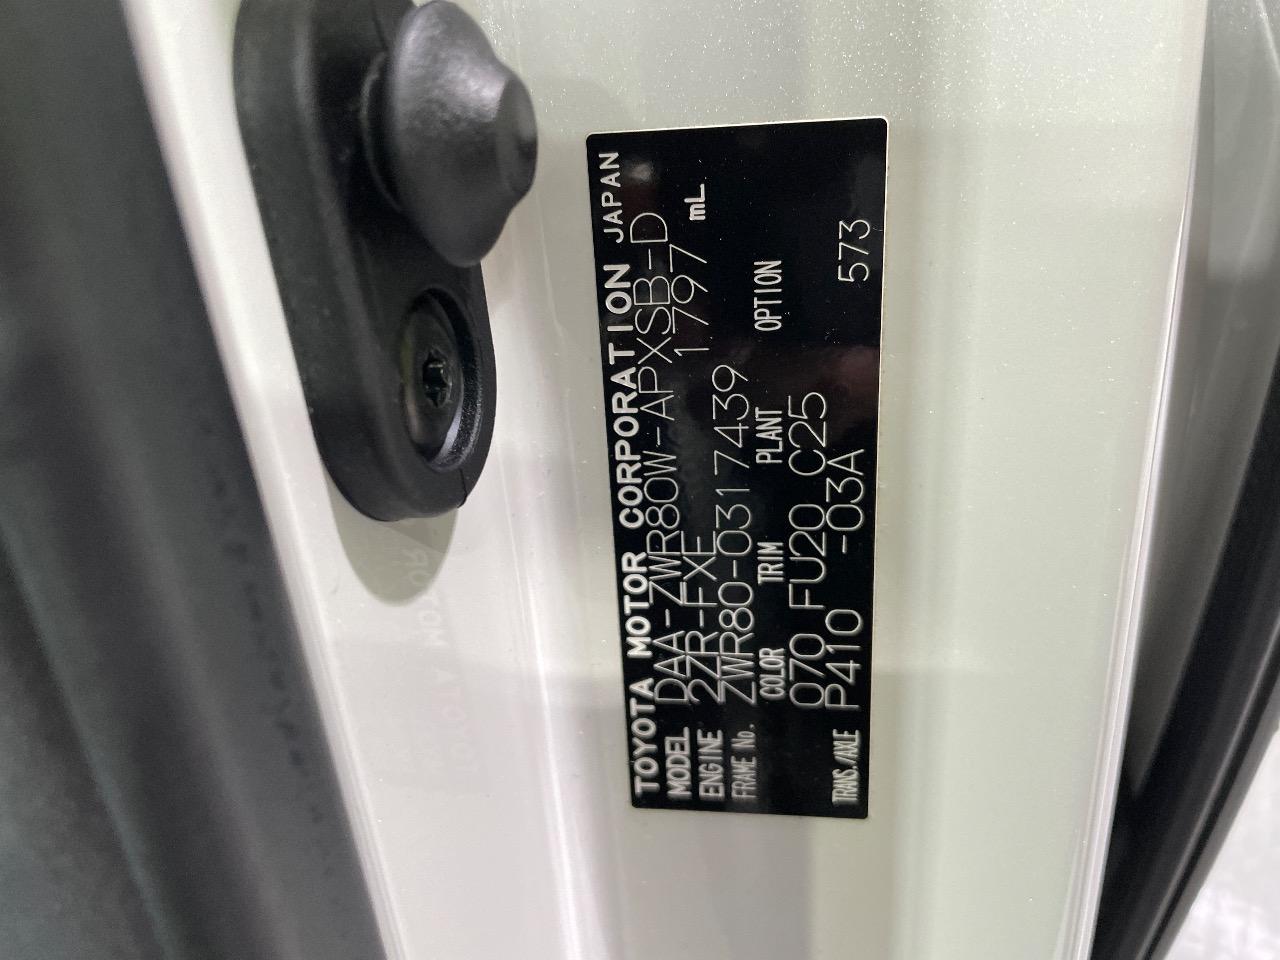 TOYOTA MOTOR CORPORATION JAPAN
MODEL DAA-ZWR80W-APXSB-D
ENGINE 2ZR-FXE 1797 mL
FRAME No. ZWR80-0317439
COLOR TRIM PLANT OPTION
070 FU20 C25
TRANS./AXLE P410 -03A 573